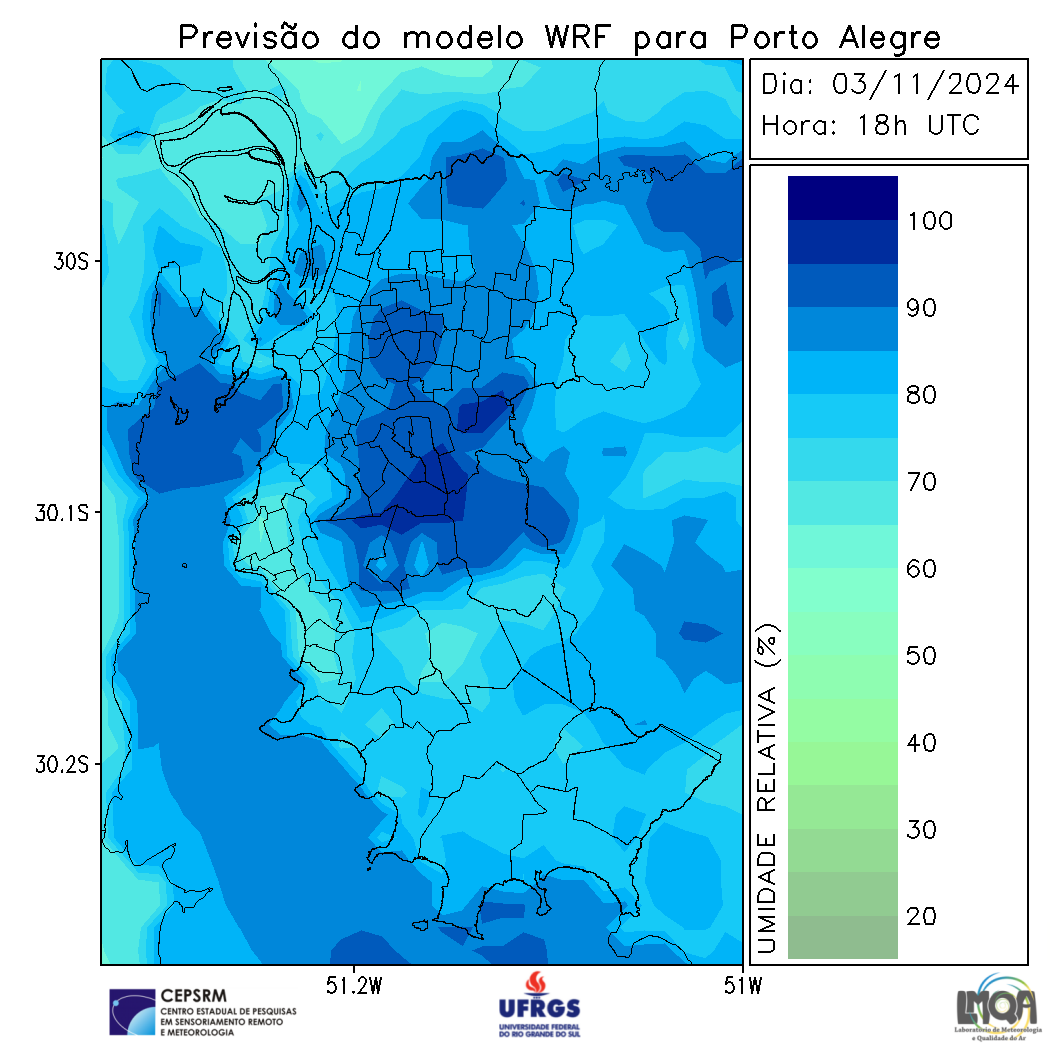 Previsão do modelo WRF para Porto Alegre
Dia: 03/11/2024
Hora: 18h UTC
30S
30.1S
30.2S
51.2W
51W
UMIDADE RELATIVA (%)
100
90
80
70
60
50
40
30
20
CEPSRM
CENTRO ESTADUAL DE PESQUISAS
EM SENSORIAMENTO REMOTO
E METEOROLOGIA
UFRGS
UNIVERSIDADE FEDERAL
DO RIO GRANDE DO SUL
LMQA
Laboratório de Meteorologia
e Qualidade do Ar